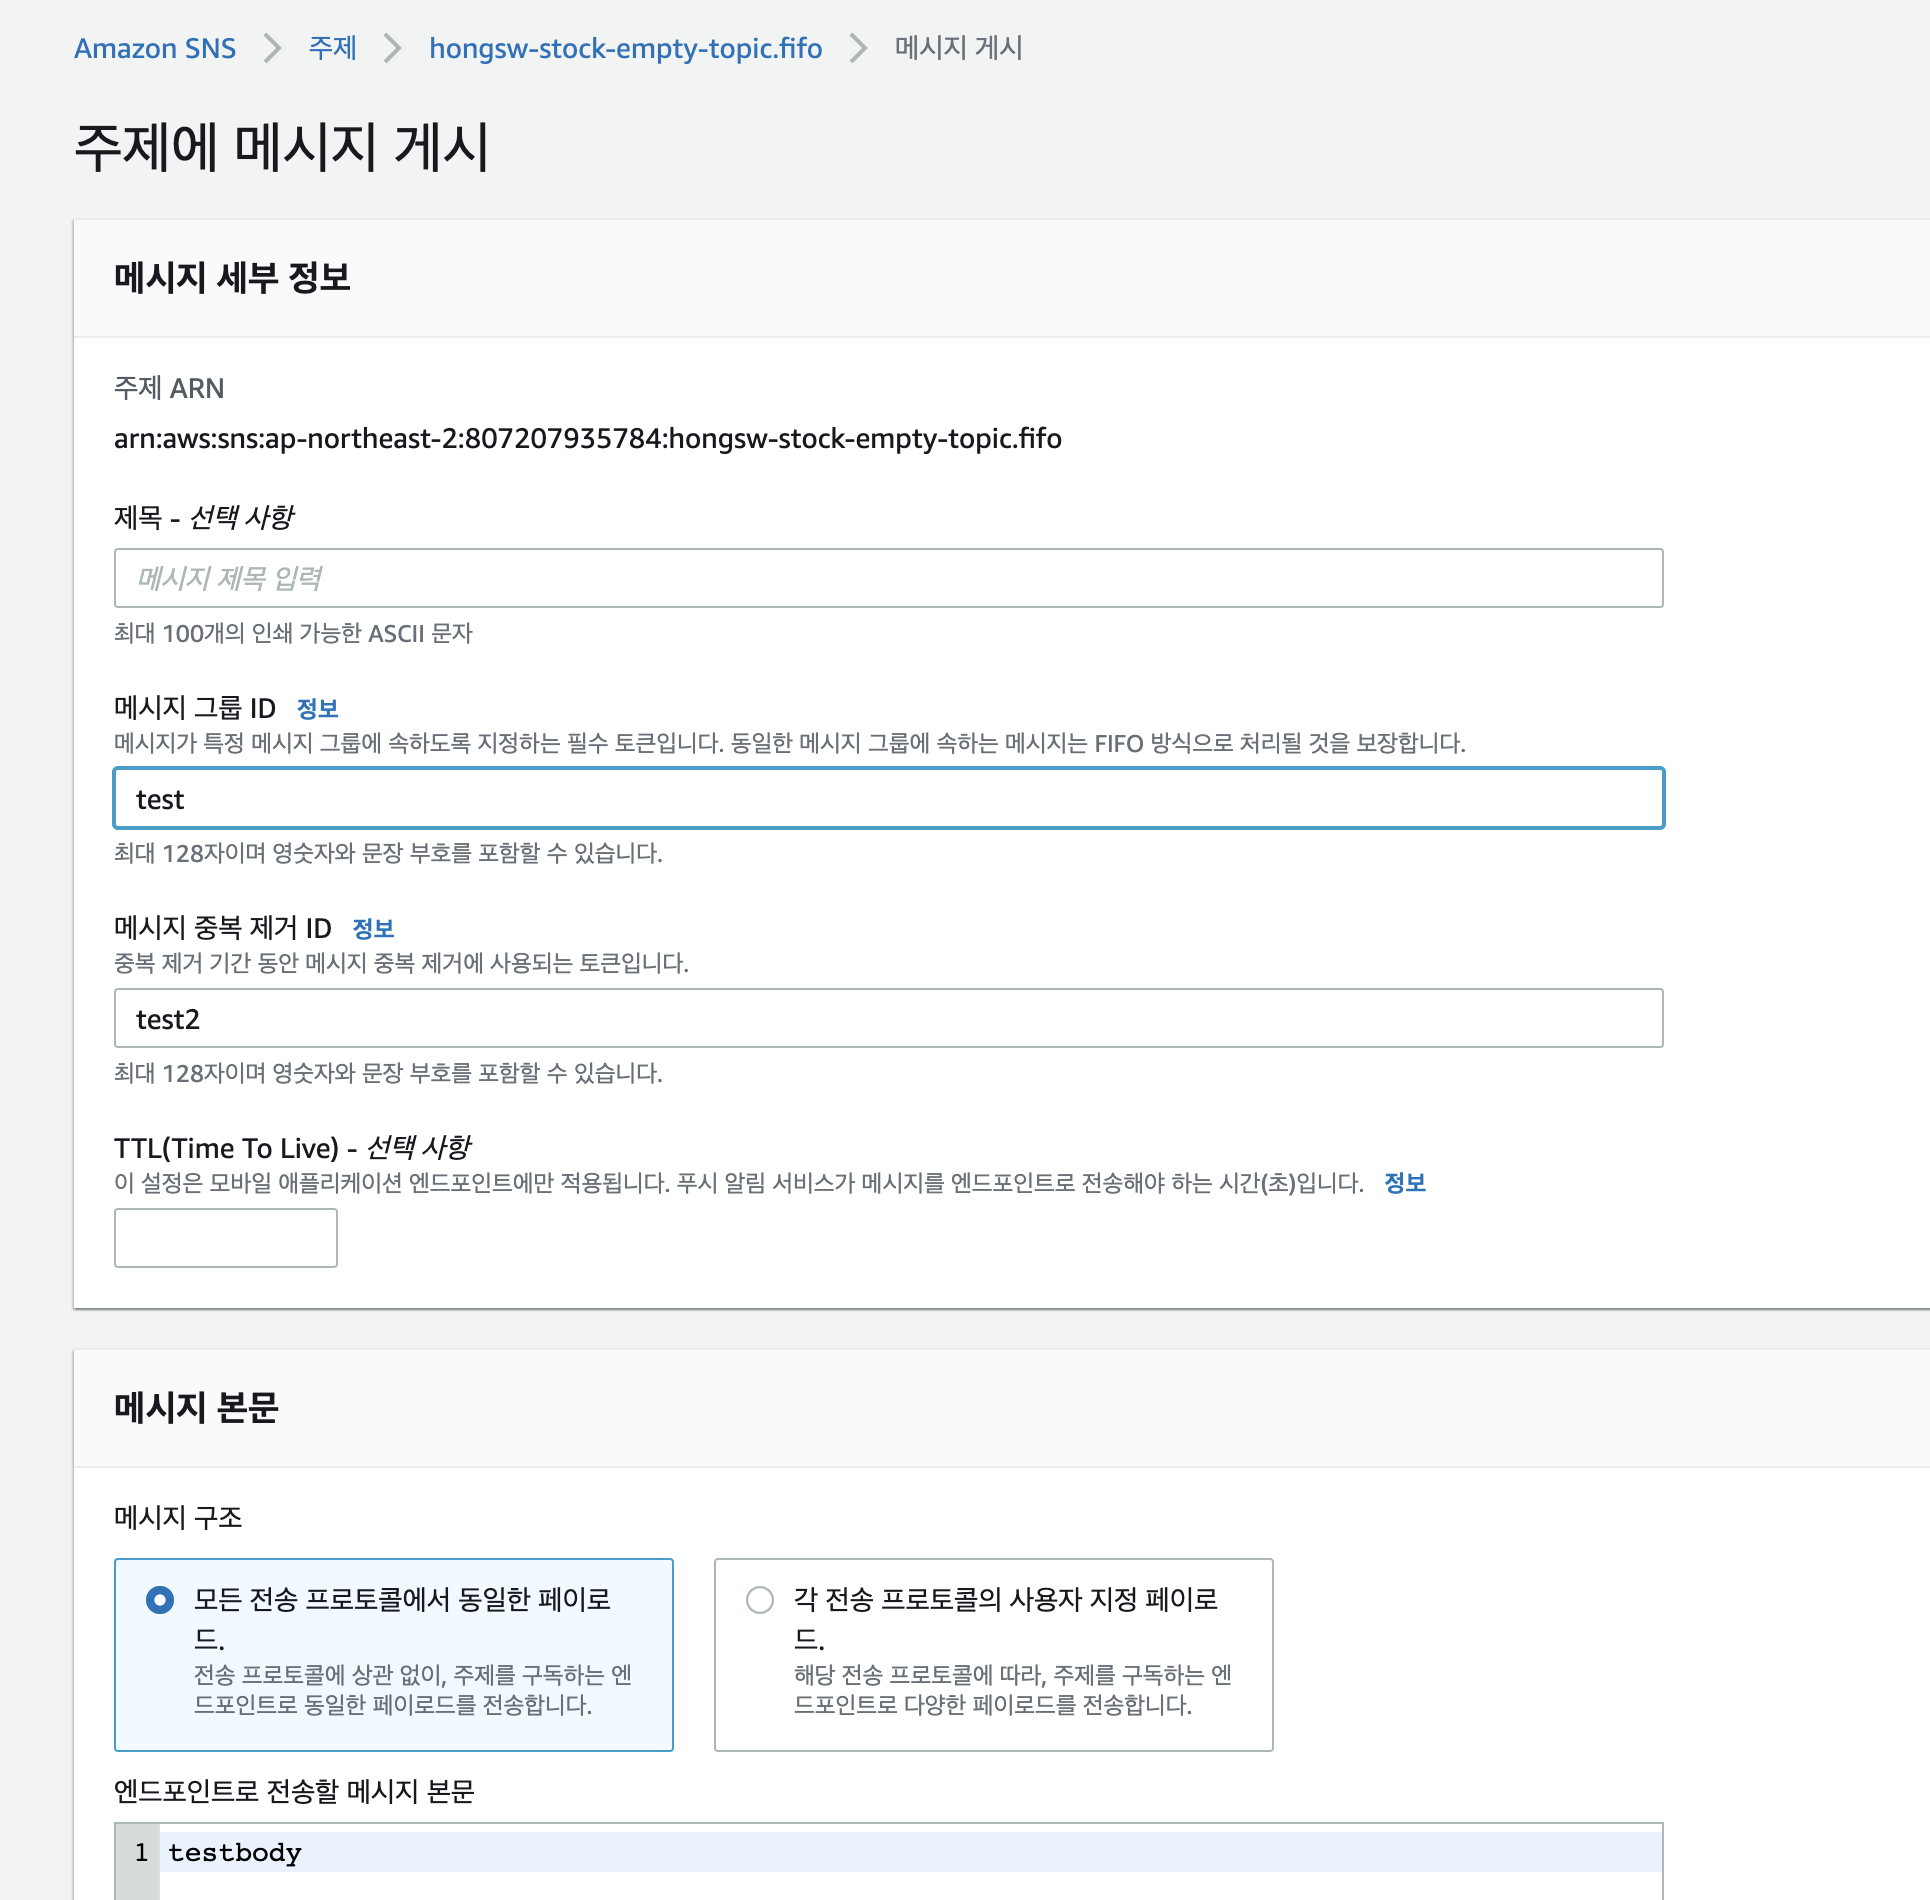 Amazon SNS > 주제 > hongsw-stock-empty-topic.fifo > 메시지 게시
주제에 메시지 게시
메시지 세부 정보
주제 ARN
arn:aws:sns:ap-northeast-2:807207935784:hongsw-stock-empty-topic.fifo
제목 - 선택 사항
메시지 제목 입력
최대 100개의 인쇄 가능한 ASCII 문자
메시지 그룹 ID 정보
메시지가 특정 메시지 그룹에 속하도록 지정하는 필수 토큰입니다. 동일한 메시지 그룹에 속하는 메시지는 FIFO 방식으로 처리될 것을 보장합니다.
test
최대 128자이며 영숫자와 문장 부호를 포함할 수 있습니다.
메시지 중복 제거 ID 정보
중복 제거 기간 동안 메시지 중복 제거에 사용되는 토큰입니다.
test2
최대 128자이며 영숫자와 문장 부호를 포함할 수 있습니다.
TTL(Time To Live) - 선택 사항
이 설정은 모바일 애플리케이션 엔드포인트에만 적용됩니다. 푸시 알림 서비스가 메시지를 엔드포인트로 전송해야 하는 시간(초)입니다. 정보
메시지 본문
메시지 구조
모든 전송 프로토콜에서 동일한 페이로
드.
전송 프로토콜에 상관 없이, 주제를 구독하는 엔
드포인트로 동일한 페이로드를 전송합니다.
각 전송 프로토콜의 사용자 지정 페이로
드.
해당 전송 프로토콜에 따라, 주제를 구독하는 엔
드포인트로 다양한 페이로드를 전송합니다.
엔드포인트로 전송할 메시지 본문
1 testbody